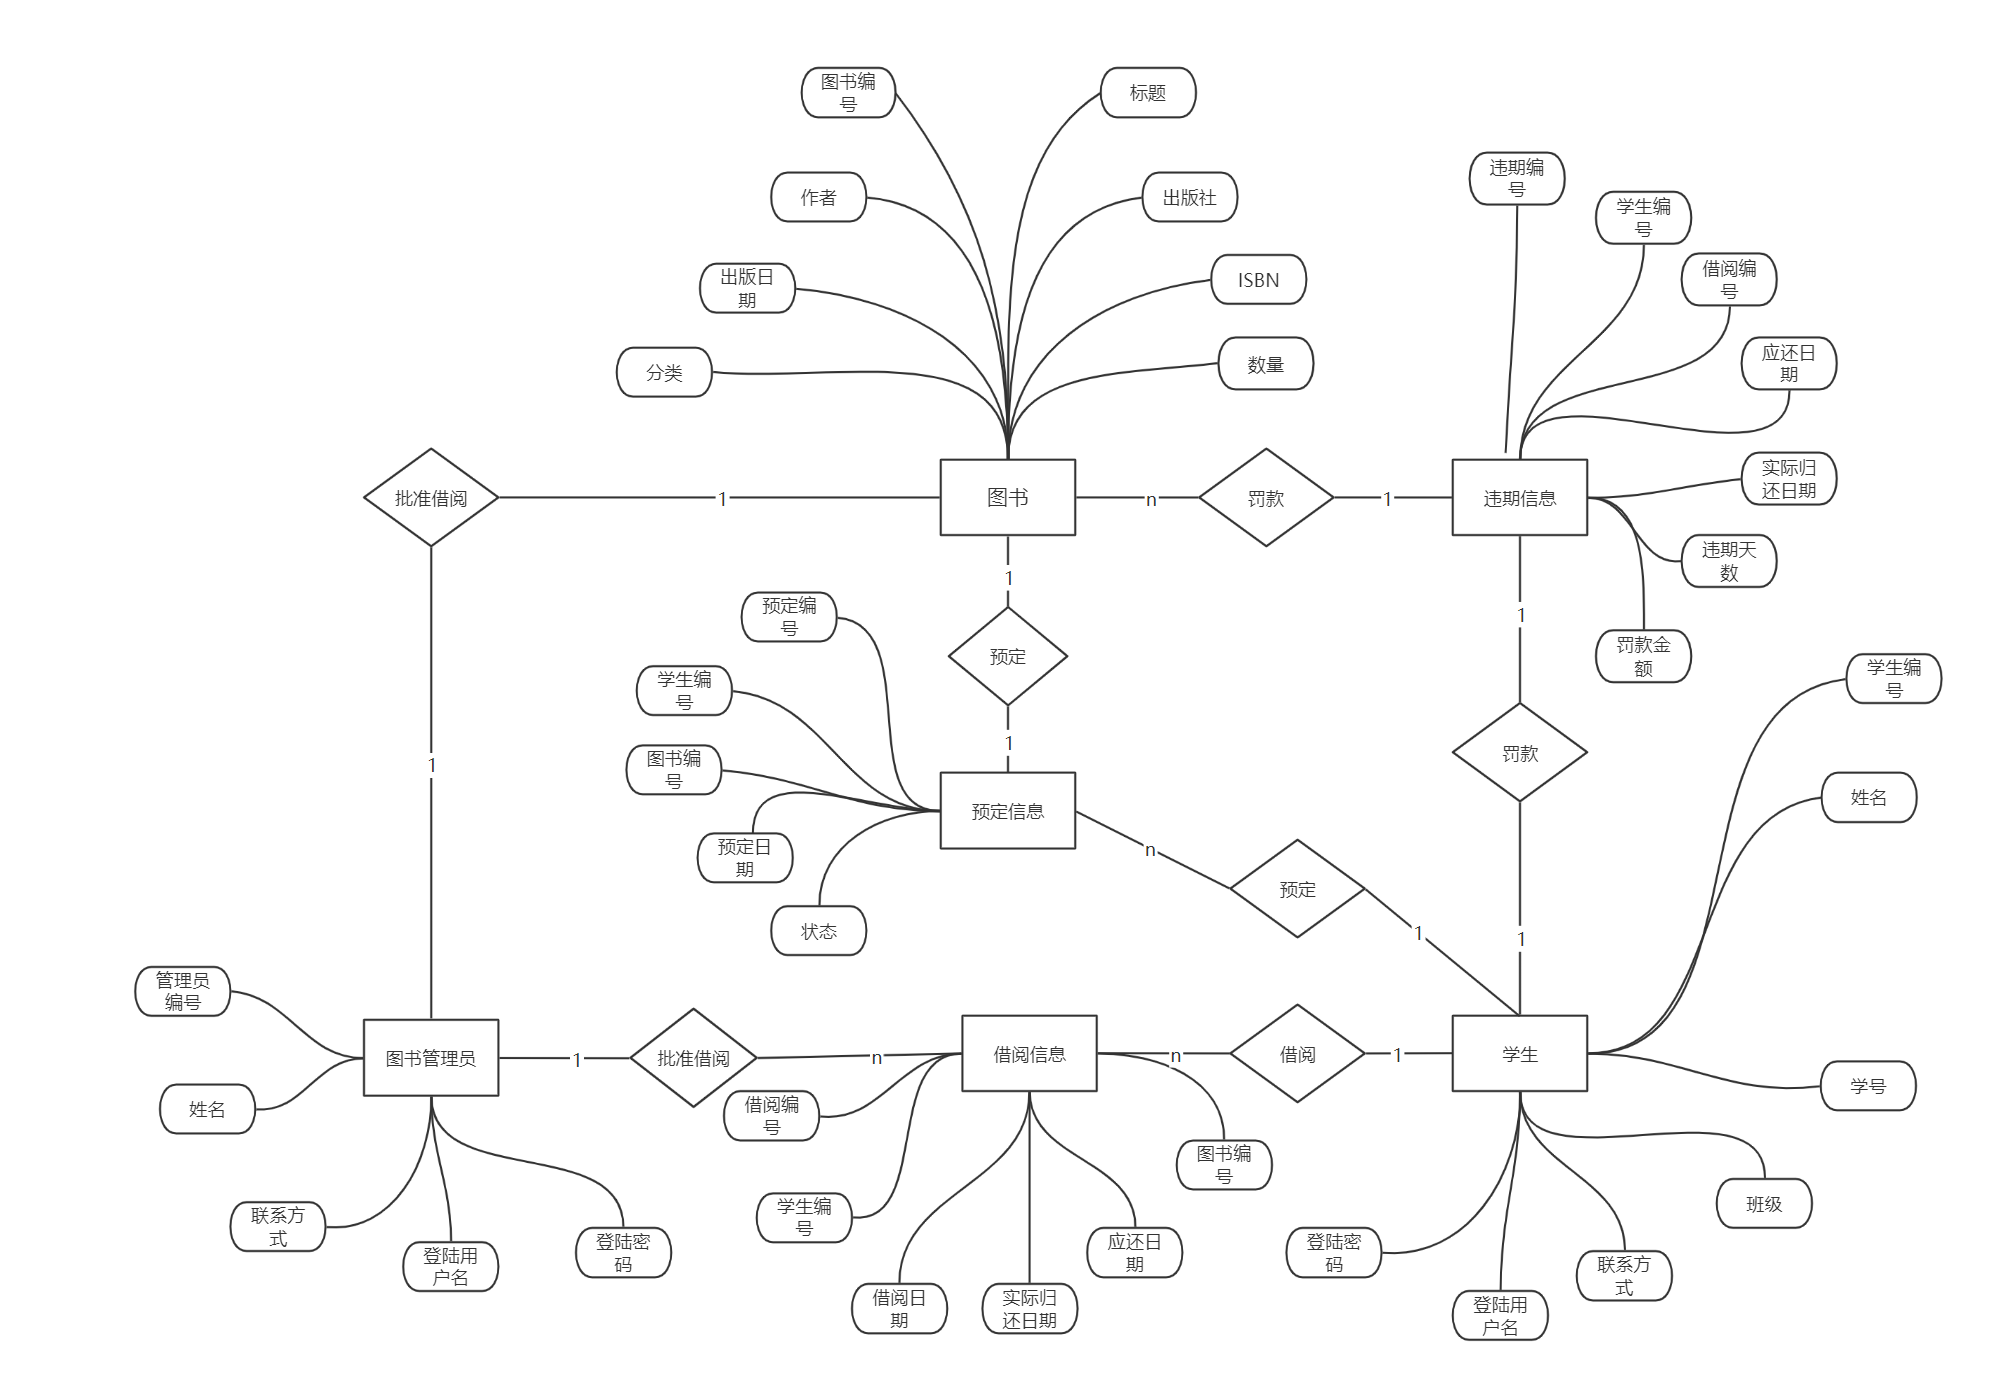 图书编
号
标题
违期编
号
作者
出版社
学生编
号
出版日
期
ISBN
借阅编
号
分类
数量
应还日
期
批准借阅
1
图书
n
罚款
1
违期信息
实际归
还日期
1
违期天
数
预定编
号
1
预定
罚款金
额
学生编
号
学生编
号
1
图书编
号
1
罚款
姓名
预定信息
预定日
期
n
预定
状态
1
1
管理员
编号
图书管理员
1
批准借阅
n
借阅信息
n
借阅
1
学生
姓名
借阅编
号
学号
图书编
号
联系方
式
登陆用
户名
登陆密
码
学生编
号
应还日
期
班级
登陆密
码
借阅日
期
实际归
还日期
联系方
式
登陆用
户名